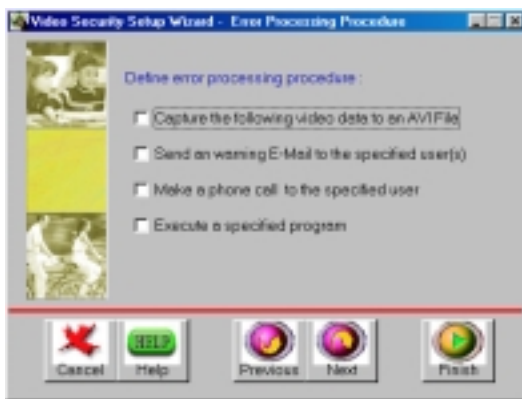 Video Security Setup Wizard - Error Processing Procedure
Define error processing procedure :
Capture the following video data to an AVI File
Send an warning E-Mail to the specified user(s)
Make a phone call to the specified user
Execute a specified program
HELP
Cancel Help Previous Next Finish